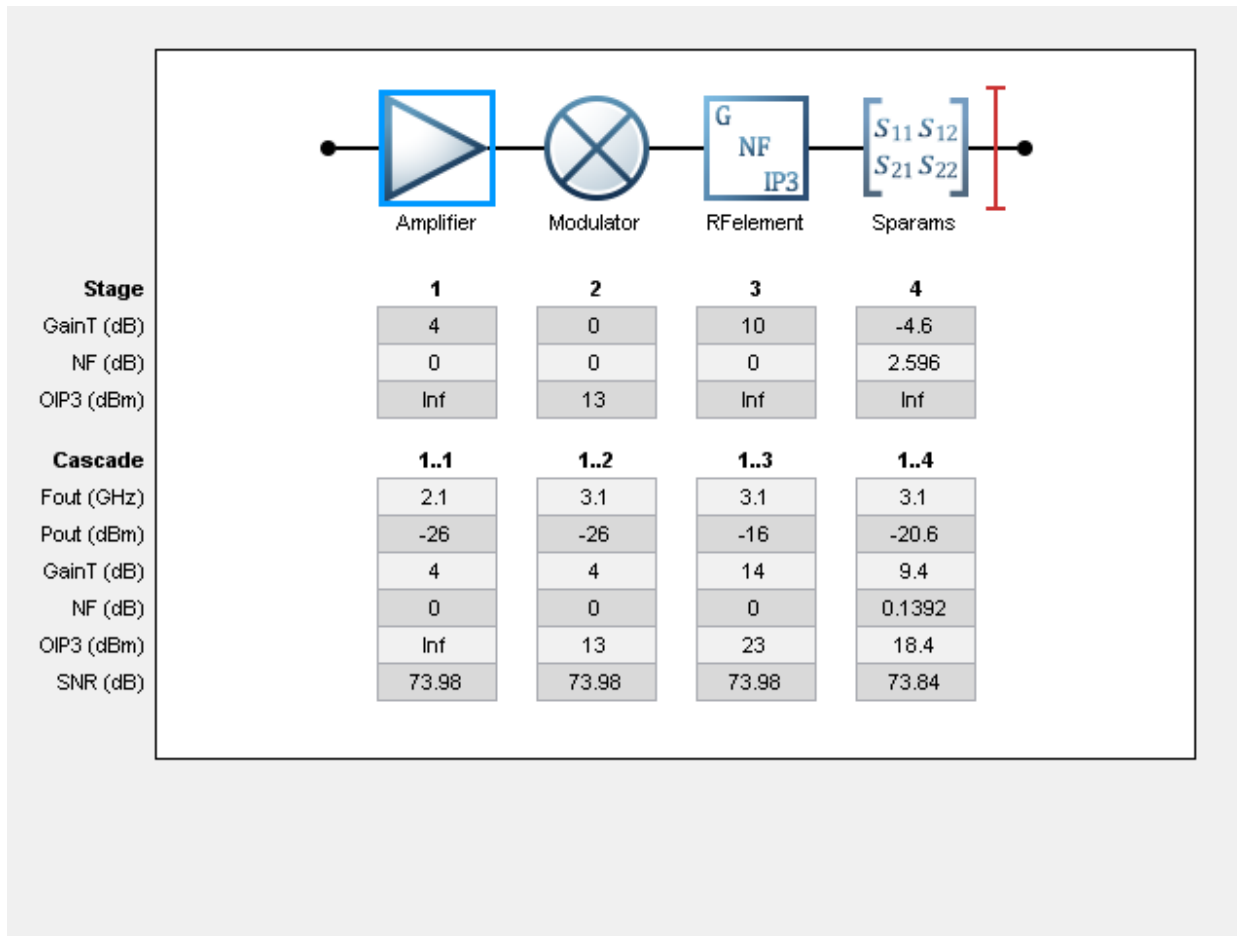 G
NF
IP3
S11 S12
S21 S22
Amplifier Modulator RFelement Sparams
Stage 1 2 3 4
GainT (dB) 4 0 10 -4.6
NF (dB) 0 0 0 2.596
OIP3 (dBm) Inf 13 Inf Inf
Cascade 1..1 1..2 1..3 1..4
Fout (GHz) 2.1 3.1 3.1 3.1
Pout (dBm) -26 -26 -16 -20.6
GainT (dB) 4 4 14 9.4
NF (dB) 0 0 0 0.1392
OIP3 (dBm) Inf 13 23 18.4
SNR (dB) 73.98 73.98 73.98 73.84